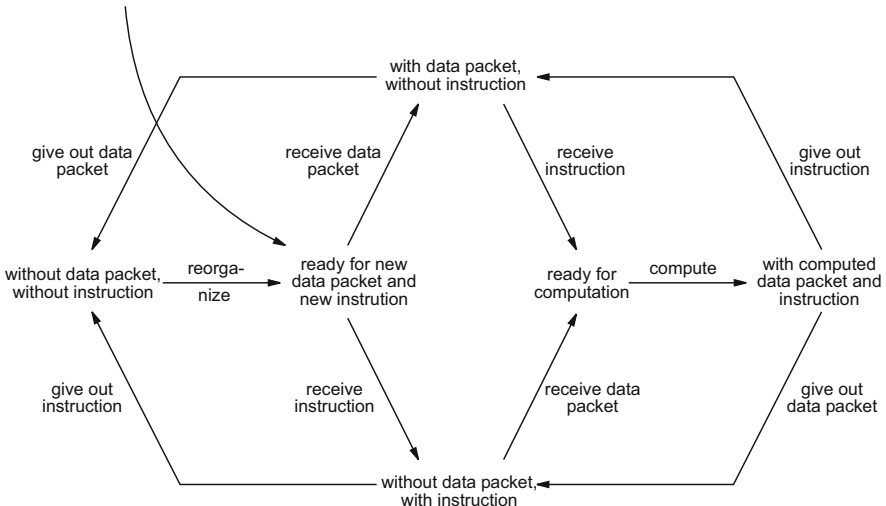 with data packet,
without instruction
give out data
packet
receive data
packet
receive
instruction
give out
instruction
without data packet,
without instruction
reorga-
nize
ready for new
data packet and
new instrution
ready for
computation
compute
with computed
data packet and
instruction
give out
instruction
receive
instruction
receive data
packet
give out
data packet
without data packet,
with instruction